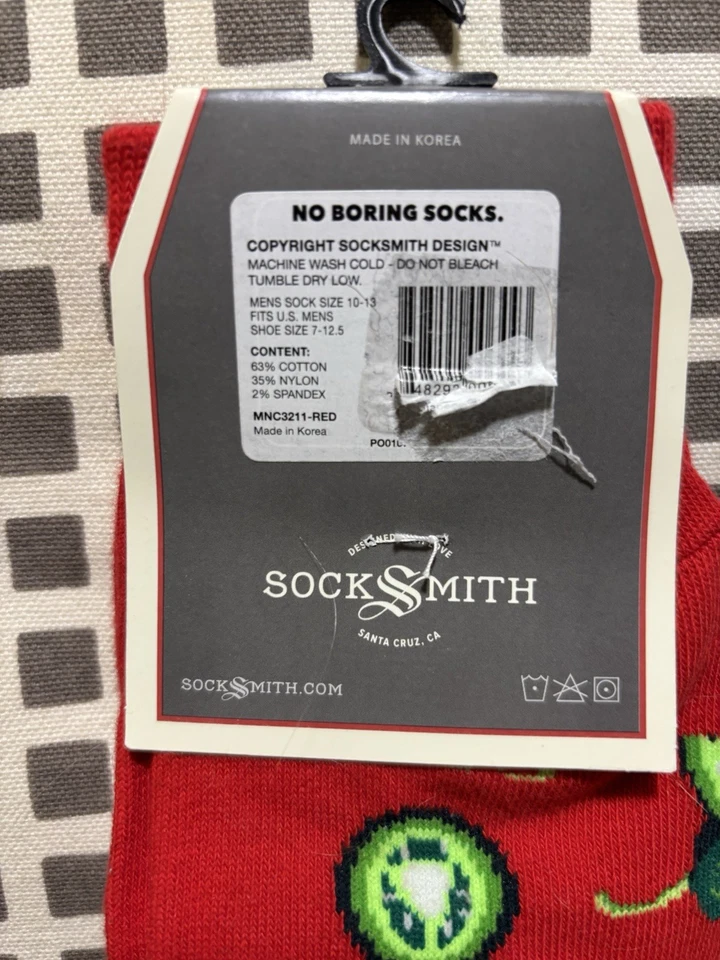 MADE IN KOREA
NO BORING SOCKS.
COPYRIGHT SOCKSMITH DESIGN™
MACHINE WASH COLD - DO NOT BLEACH
TUMBLE DRY LOW.
MENS SOCK SIZE 10-13
FITS U.S. MENS
SHOE SIZE 7-12.5
CONTENT:
63% COTTON
35% NYLON
2% SPANDEX
MNC3211-RED
Made in Korea
SOCKSMITH
SANTA CRUZ, CA
SOCKSMITH.COM